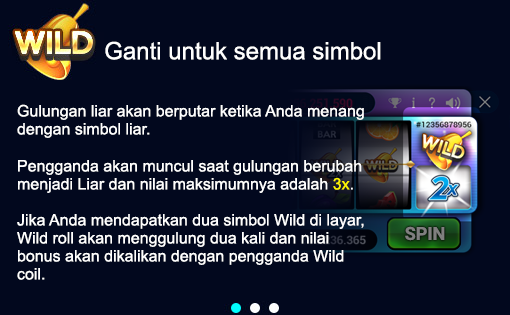 WILD
Ganti untuk semua simbol
Gulungan liar akan berputar ketika Anda menang
dengan simbol liar.
Pengganda akan muncul saat gulungan berubah
menjadi Liar dan nilai maksimumnya adalah 3x.
Jika Anda mendapatkan dua simbol Wild di layar,
Wild roll akan menggulung dua kali dan nilai
bonus akan dikalikan dengan pengganda Wild
coil.
i ?
#12356878956
BAR
WILD
WILD
2x
36.365
SPIN